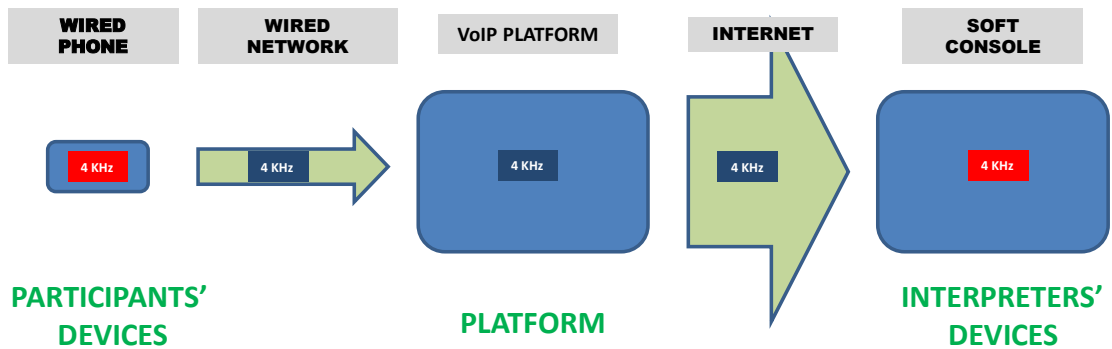 WIRED
PHONE
WIRED
NETWORK
VoIP PLATFORM
INTERNET
SOFT
CONSOLE
4 KHz
4 KHz
4 KHz
4 KHz
4 KHz
PARTICIPANTS’
DEVICES
PLATFORM
INTERPRETERS’
DEVICES